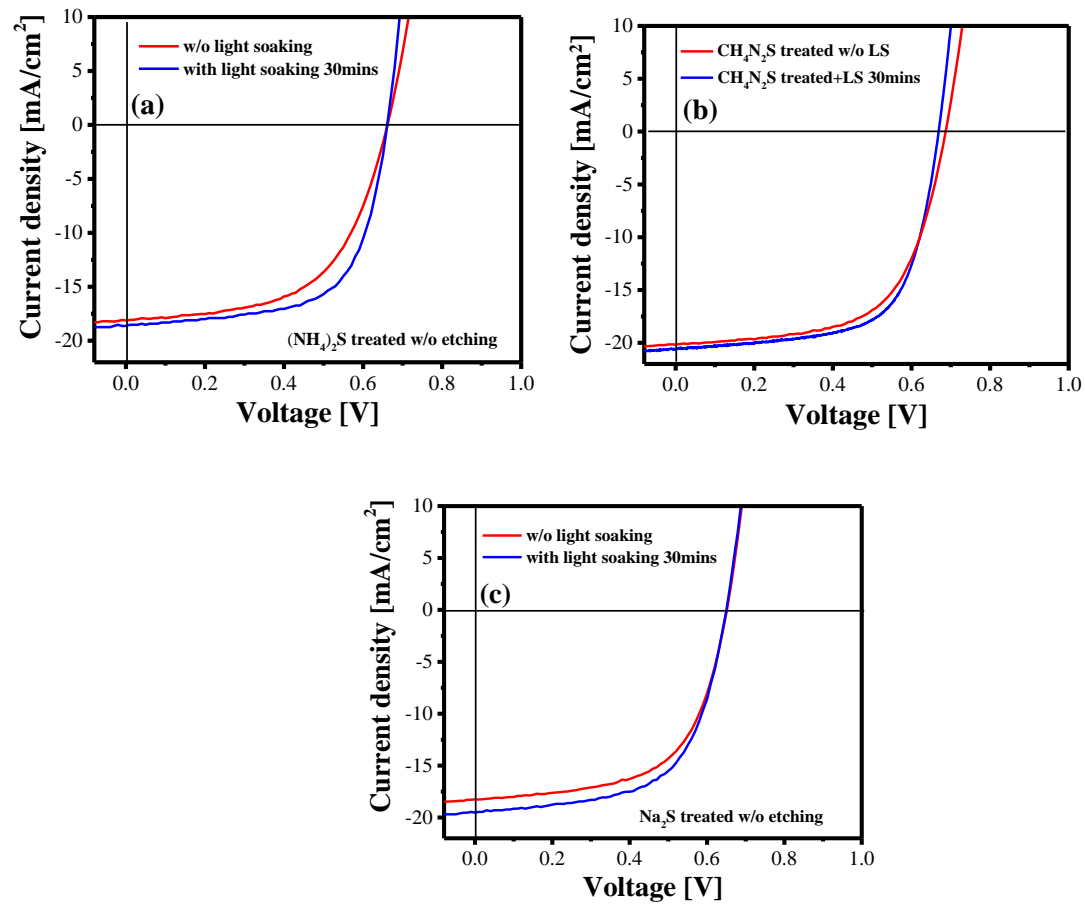 10
5
0
-5
-10
-15
-20
Current density [mA/cm²]
w/o light soaking
with light soaking 30mins
(a)
(NH₄)₂S treated w/o etching
0.0 0.2 0.4 0.6 0.8 1.0
Voltage [V]
10
5
0
-5
-10
-15
-20
Current density [mA/cm²]
CH₄N₂S treated w/o LS
CH₄N₂S treated+LS 30mins
(b)
0.0 0.2 0.4 0.6 0.8 1.0
Voltage [V]
10
5
0
-5
-10
-15
-20
Current density [mA/cm²]
w/o light soaking
with light soaking 30mins
(c)
Na₂S treated w/o etching
0.0 0.2 0.4 0.6 0.8 1.0
Voltage [V]